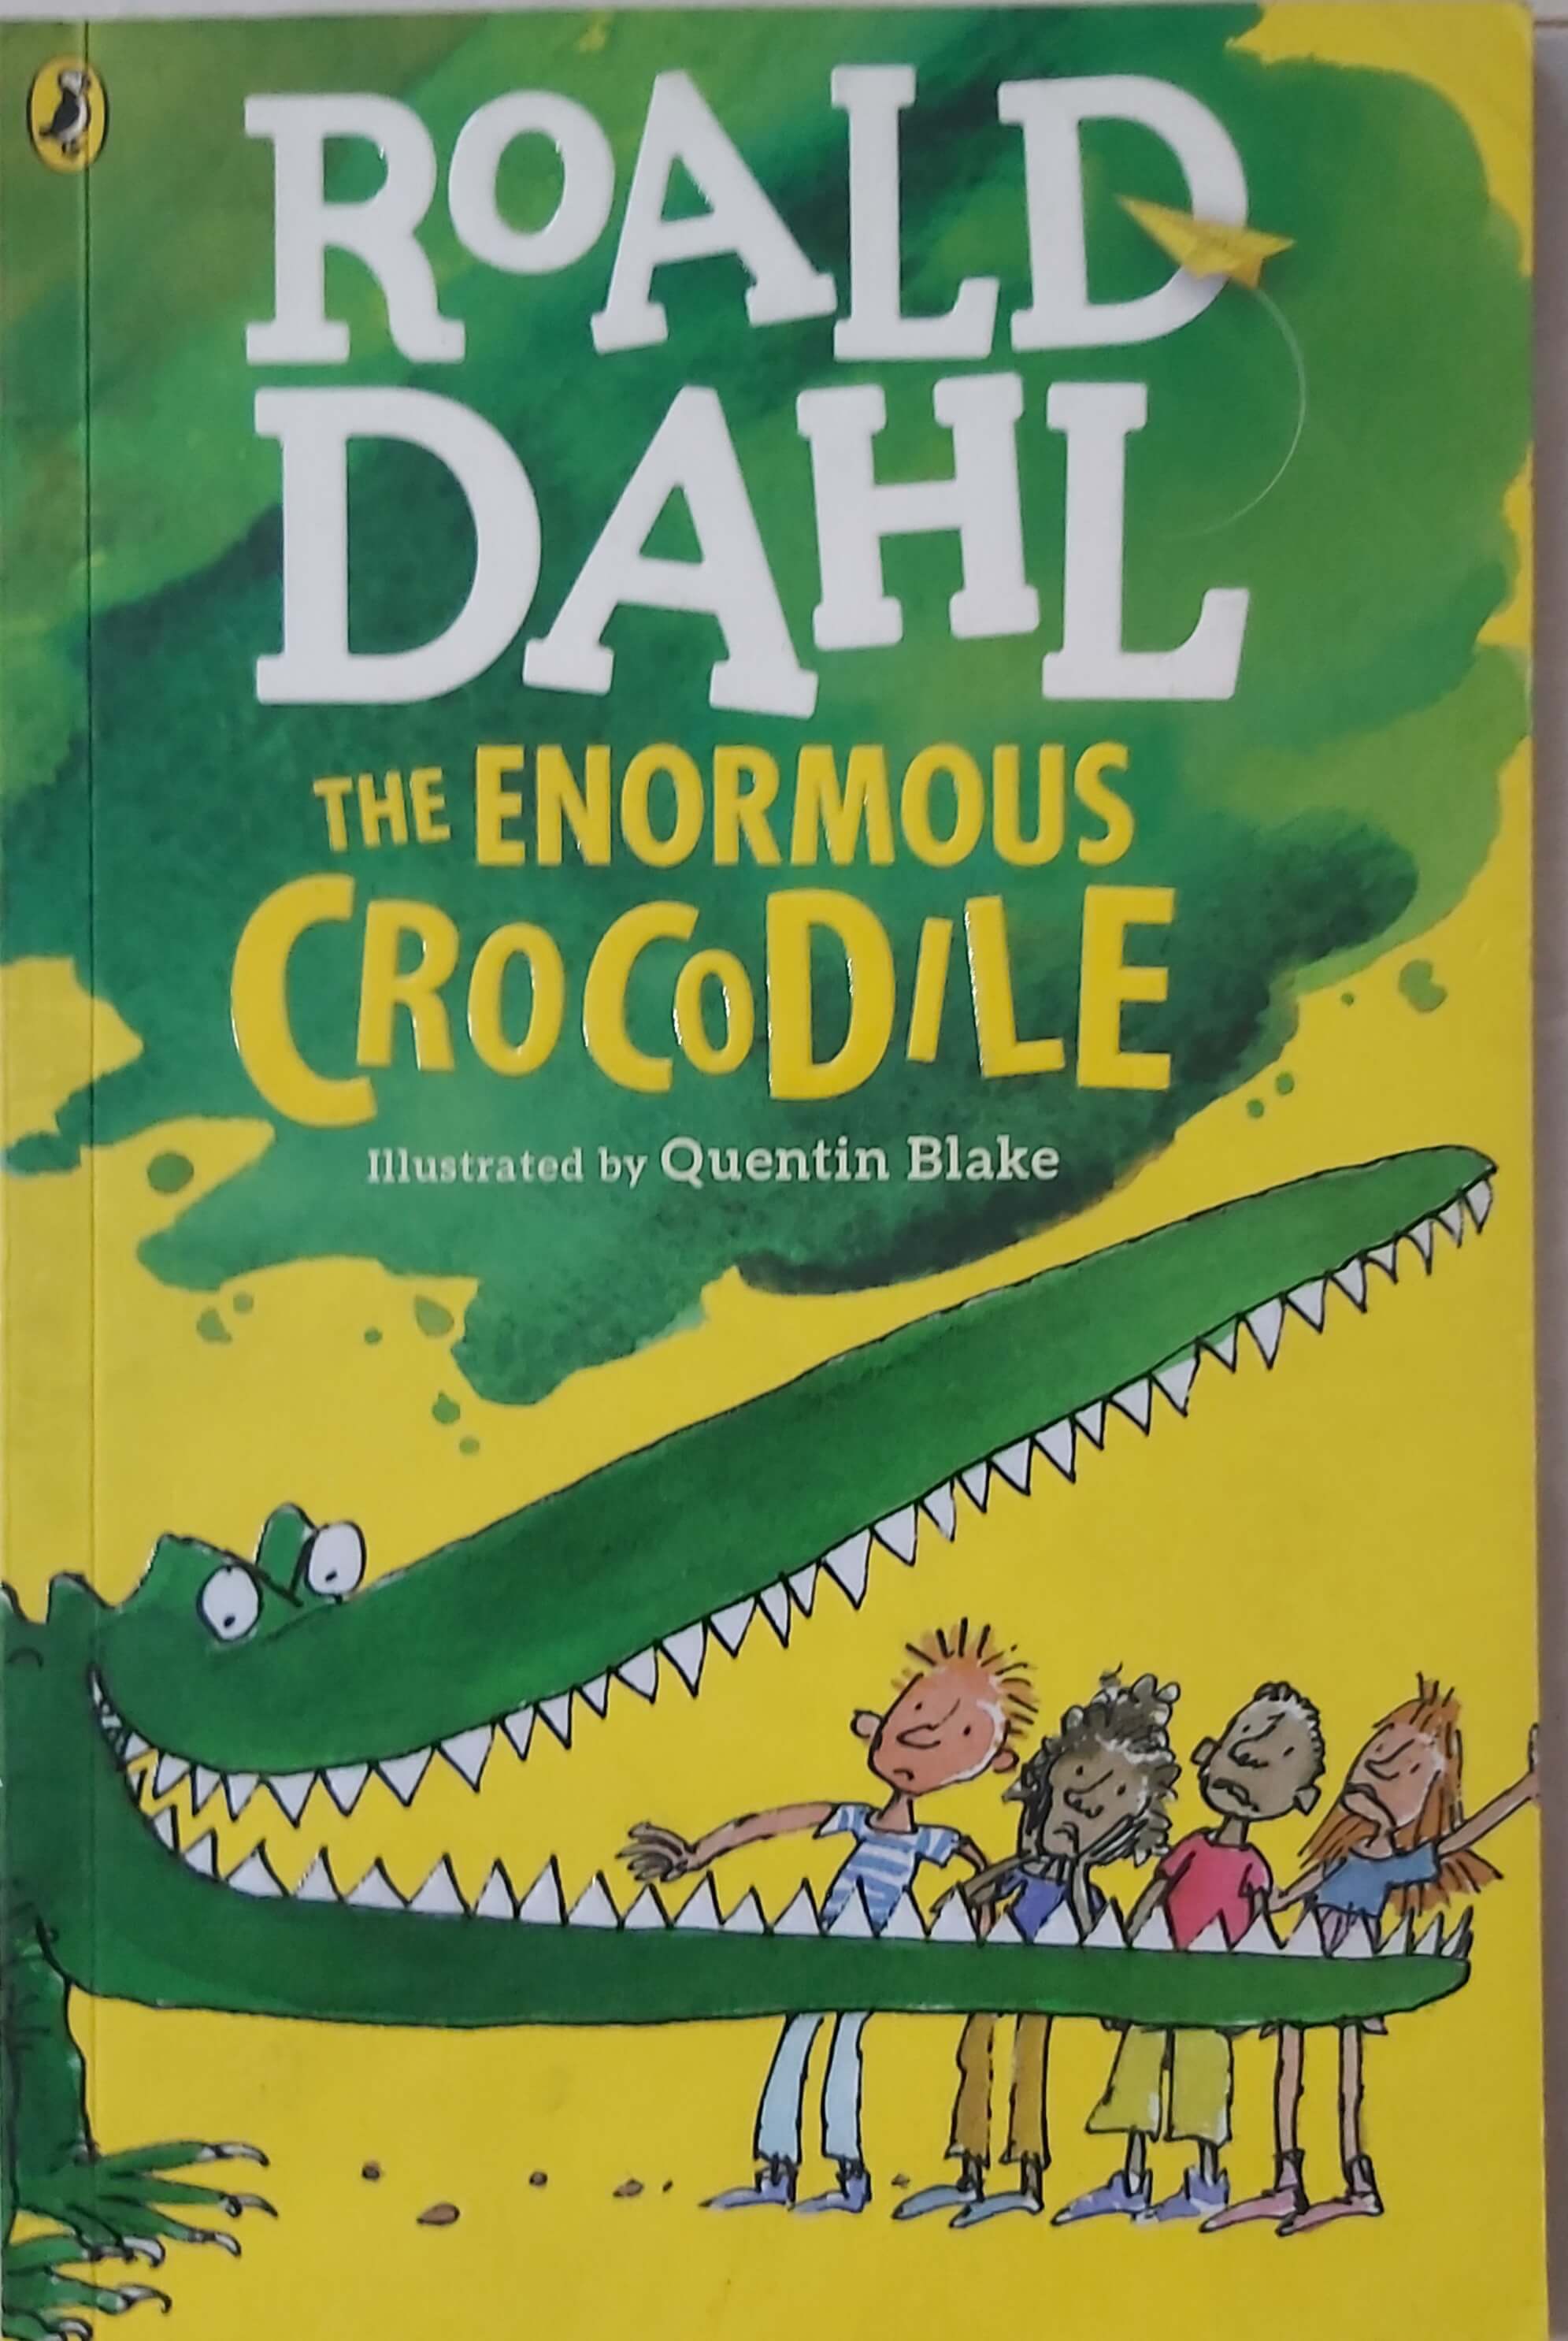 ROALD
DAHL
THE ENORMOUS
CROCODILE
Illustrated by Quentin Blake